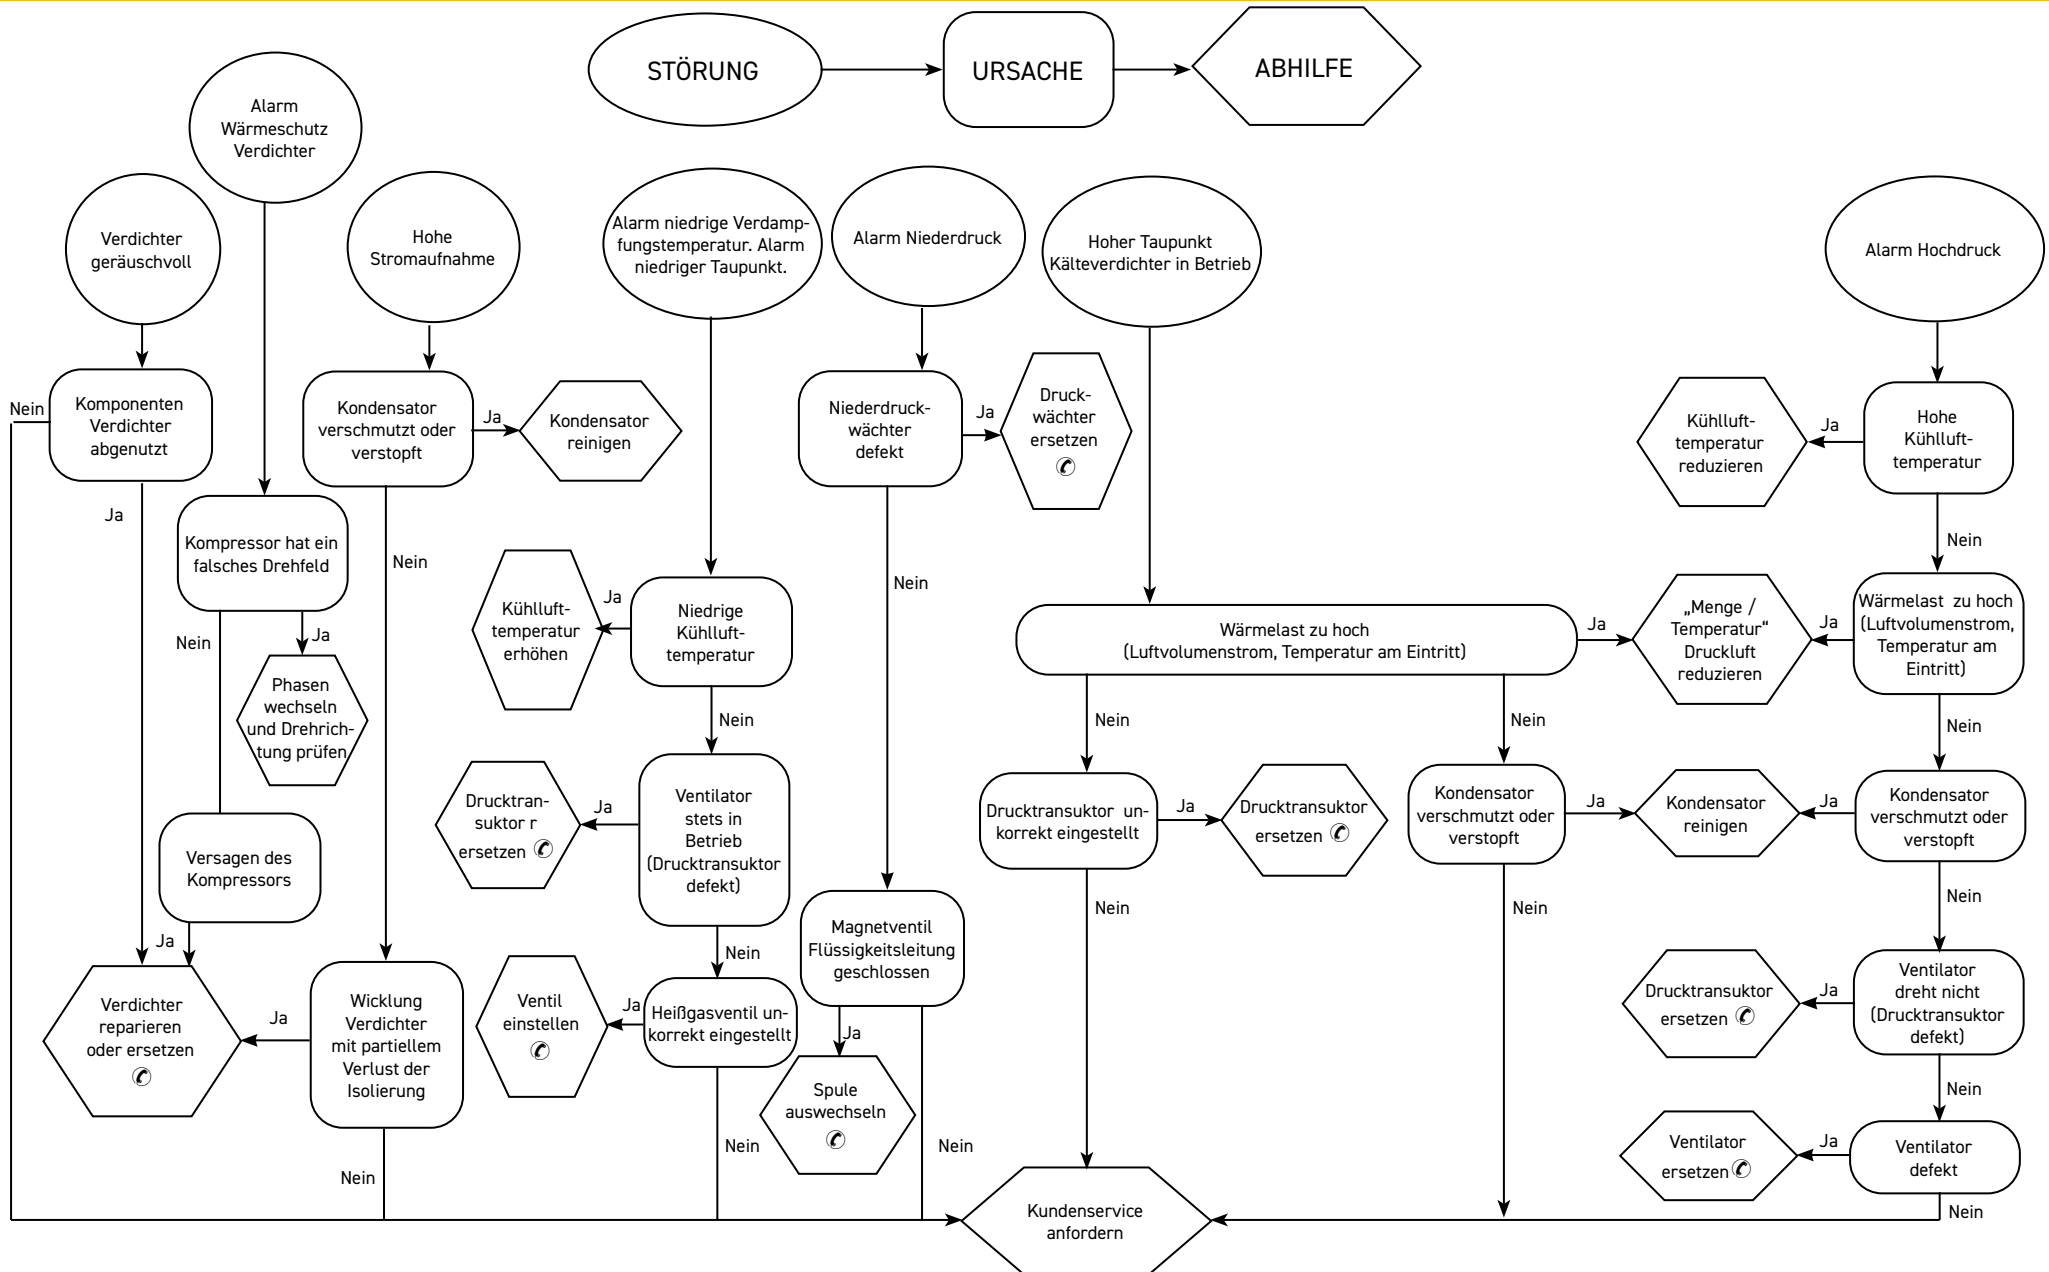 STÖRUNG
URSACHE
ABHILFE
Alarm
Wärmeschutz
Verdichter
Verdichter
geräuschvoll
Hohe
Stromaufnahme
Alarm niedrige Verdamp-
fungstemperatur. Alarm
niedriger Taupunkt.
Alarm Niederdruck
Hoher Taupunkt
Kälteverdichter in Betrieb
Alarm Hochdruck
Nein
Komponenten
Verdichter
abgenutzt
Ja
Kondensator
verschmutzt oder
verstopft
Ja
Kondensator
reinigen
Niederdruck-
wächter
defekt
Ja
Druck-
wächter
ersetzen
✆
Kühlluft-
temperatur
reduzieren
Ja
Hohe
Kühlluft-
temperatur
Nein
Kompressor hat ein
falsches Drehfeld
Nein
Ja
Phasen
wechseln
und Drehrich-
tung prüfen
Nein
Kühlluft-
temperatur
erhöhen
Ja
Niedrige
Kühlluft-
temperatur
Nein
Nein
Wärmelast zu hoch
(Luftvolumenstrom, Temperatur am Eintritt)
Ja
„Menge /
Temperatur“
Druckluft
reduzieren
Ja
Wärmelast  zu hoch
(Luftvolumenstrom,
Temperatur am
Eintritt)
Nein
Nein
Nein
Drucktran-
suktor r
ersetzen ✆
Ja
Ventilator
stets in
Betrieb
(Drucktransuktor
defekt)
Nein
Drucktransuktor  un-
korrekt eingestellt
Ja
Drucktransuktor
ersetzen ✆
Nein
Kondensator
verschmutzt oder
verstopft
Ja
Kondensator
reinigen
Ja
Kondensator
verschmutzt oder
verstopft
Nein
Nein
Versagen des
Kompressors
Ja
Verdichter
reparieren
oder ersetzen
✆
Ja
Wicklung
Verdichter
mit partiellem
Verlust der
Isolierung
Nein
Ventil
einstellen
✆
Ja
Heißgasventil un-
korrekt eingestellt
Nein
Magnetventil
Flüssigkeitsleitung
geschlossen
Ja
Spule
auswechseln
✆
Nein
Drucktransuktor
ersetzen ✆
Ja
Ventilator
dreht nicht
(Drucktransuktor
defekt)
Nein
Ventilator
ersetzen ✆
Ja
Ventilator
defekt
Nein
Kundenservice
anfordern